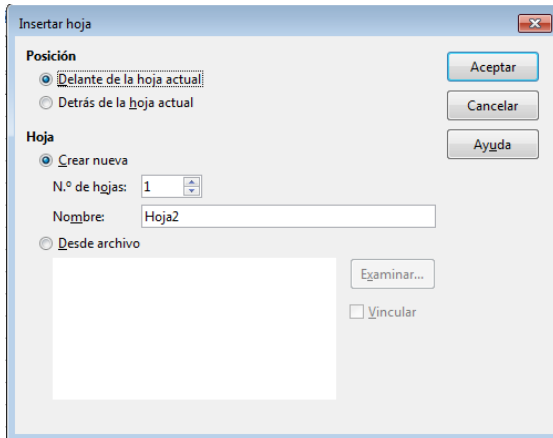 Insertar hoja
Posición
Delante de la hoja actual
Detrás de la hoja actual
Aceptar
Cancelar
Ayuda
Hoja
Crear nueva
N.º de hojas: 1
Nombre: Hoja2
Desde archivo
Examinar...
Vincular